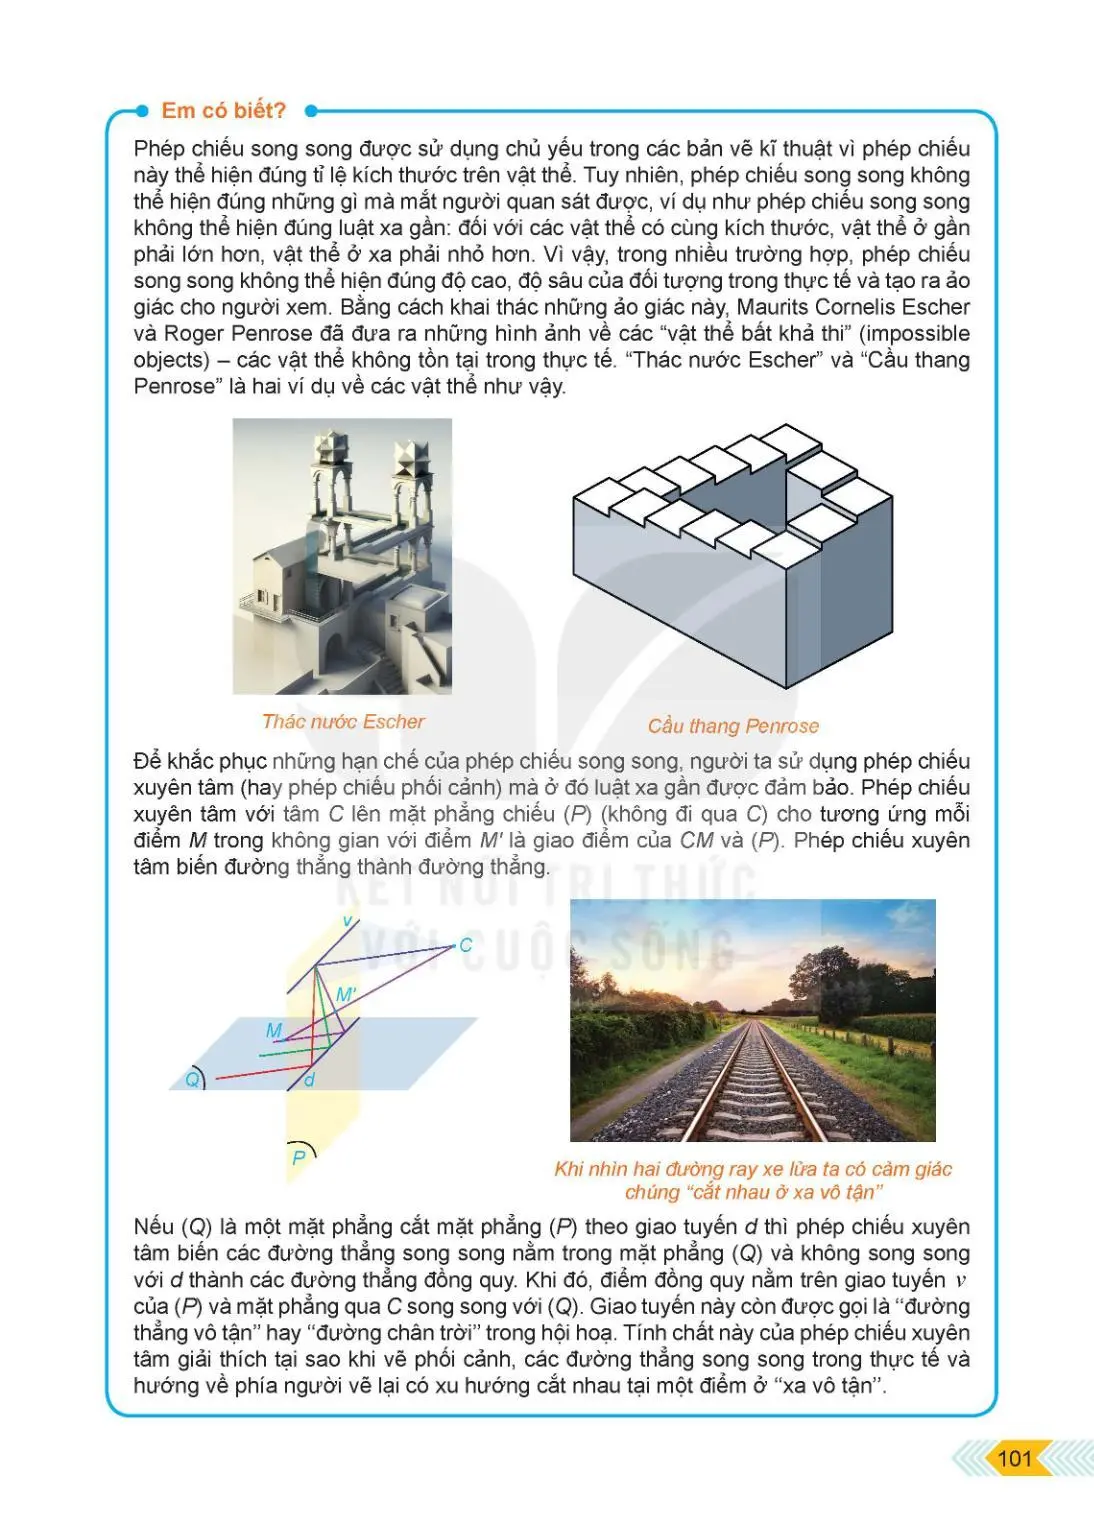 Em có biết?
Phép chiếu song song được sử dụng chủ yếu trong các bản vẽ kĩ thuật vì phép chiếu
này thể hiện đúng tỉ lệ kích thước trên vật thể. Tuy nhiên, phép chiếu song song không
thể hiện đúng những gì mà mắt người quan sát được, ví dụ như phép chiếu song song
không thể hiện đúng luật xa gần: đối với các vật thể có cùng kích thước, vật thể ở gần
phải lớn hơn, vật thể ở xa phải nhỏ hơn. Vì vậy, trong nhiều trường hợp, phép chiếu
song song không thể hiện đúng độ cao, độ sâu của đối tượng trong thực tế và tạo ra ảo
giác cho người xem. Bằng cách khai thác những ảo giác này, Maurits Cornelis Escher
và Roger Penrose đã đưa ra những hình ảnh về các “vật thể bất khả thi” (impossible
objects) – các vật thể không tồn tại trong thực tế. “Thác nước Escher” và “Cầu thang
Penrose” là hai ví dụ về các vật thể như vậy.
Thác nước Escher
Cầu thang Penrose
Để khắc phục những hạn chế của phép chiếu song song, người ta sử dụng phép chiếu
xuyên tâm (hay phép chiếu phối cảnh) mà ở đó luật xa gần được đảm bảo. Phép chiếu
xuyên tâm với tâm C lên mặt phẳng chiếu (P) (không đi qua C) cho tương ứng mỗi
điểm M trong không gian với điểm M' là giao điểm của CM và (P). Phép chiếu xuyên
tâm biến đường thẳng thành đường thẳng.
KẾT NỐI TRI THỨC
VỚI CUỘC SỐNG
v
C
M'
M
Q
d
P
Khi nhìn hai đường ray xe lửa ta có cảm giác
chúng “cắt nhau ở xa vô tận”
Nếu (Q) là một mặt phẳng cắt mặt phẳng (P) theo giao tuyến d thì phép chiếu xuyên
tâm biến các đường thẳng song song nằm trong mặt phẳng (Q) và không song song
với d thành các đường thẳng đồng quy. Khi đó, điểm đồng quy nằm trên giao tuyến v
của (P) và mặt phẳng qua C song song với (Q). Giao tuyến này còn được gọi là “đường
thẳng vô tận” hay “đường chân trời” trong hội hoạ. Tính chất này của phép chiếu xuyên
tâm giải thích tại sao khi vẽ phối cảnh, các đường thẳng song song trong thực tế và
hướng về phía người vẽ lại có xu hướng cắt nhau tại một điểm ở “xa vô tận”.
101